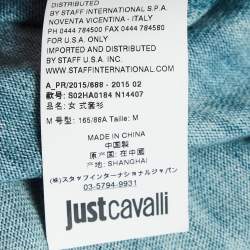 DISTRIBUTED
BY STAFF INTERNATIONAL S.P.A.
NOVENTA VICENTINA - ITALY
PH 0444 784500 FAX 0444 784580
FOR U.S.A. ONLY
IMPORTED AND DISTRIBUTED
BY STAFF U.S.A. INC.
WWW.STAFFINTERNATIONAL.COM
A_PR/2015/688 - 2015 02
款号: S02HA0184 N14407
品名: 女式套衫
M 号型: 165/88A Taille: M
MADE IN CHINA
中国製
原产国: 在中国
产地: SHANGHAI
(株)スタッフインターナショナルジャパン
03-5794-9931
justcavalli